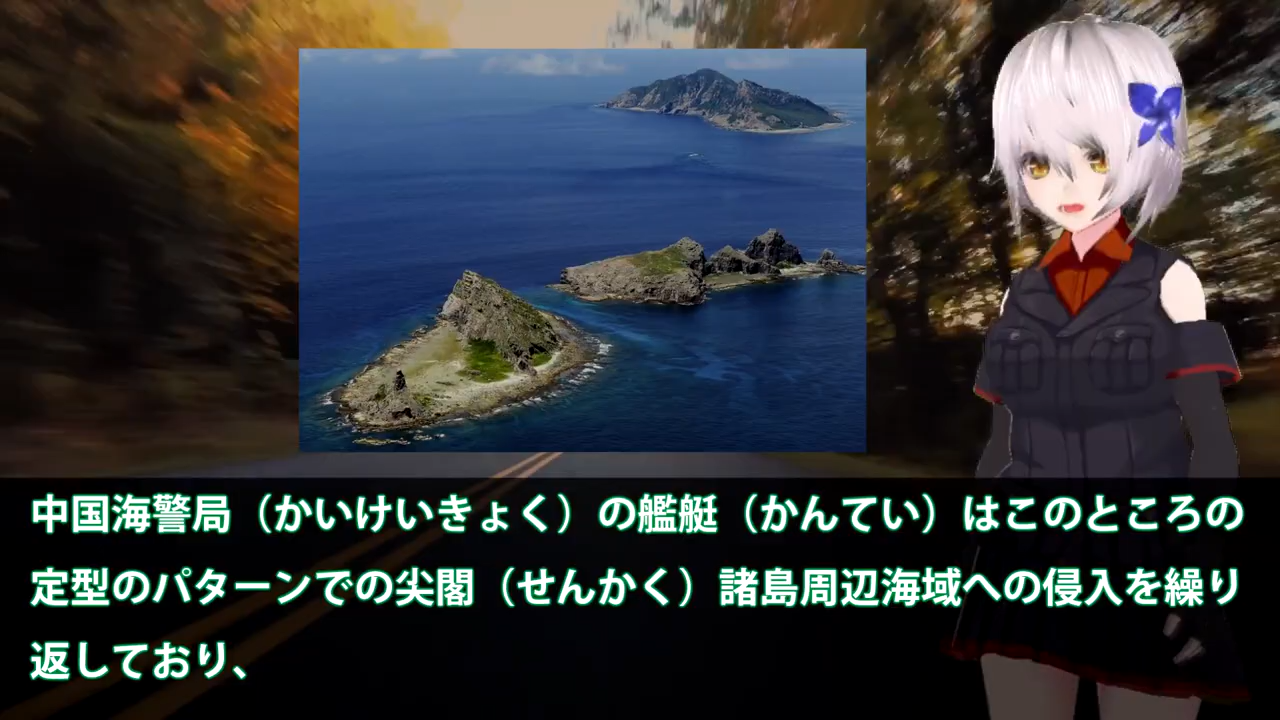 中国海警局（かいけいきょく）の艦艇（かんてい）はこのところの
定型のパターンでの尖閣（せんかく）諸島周辺海域への侵入を繰り
返しており、